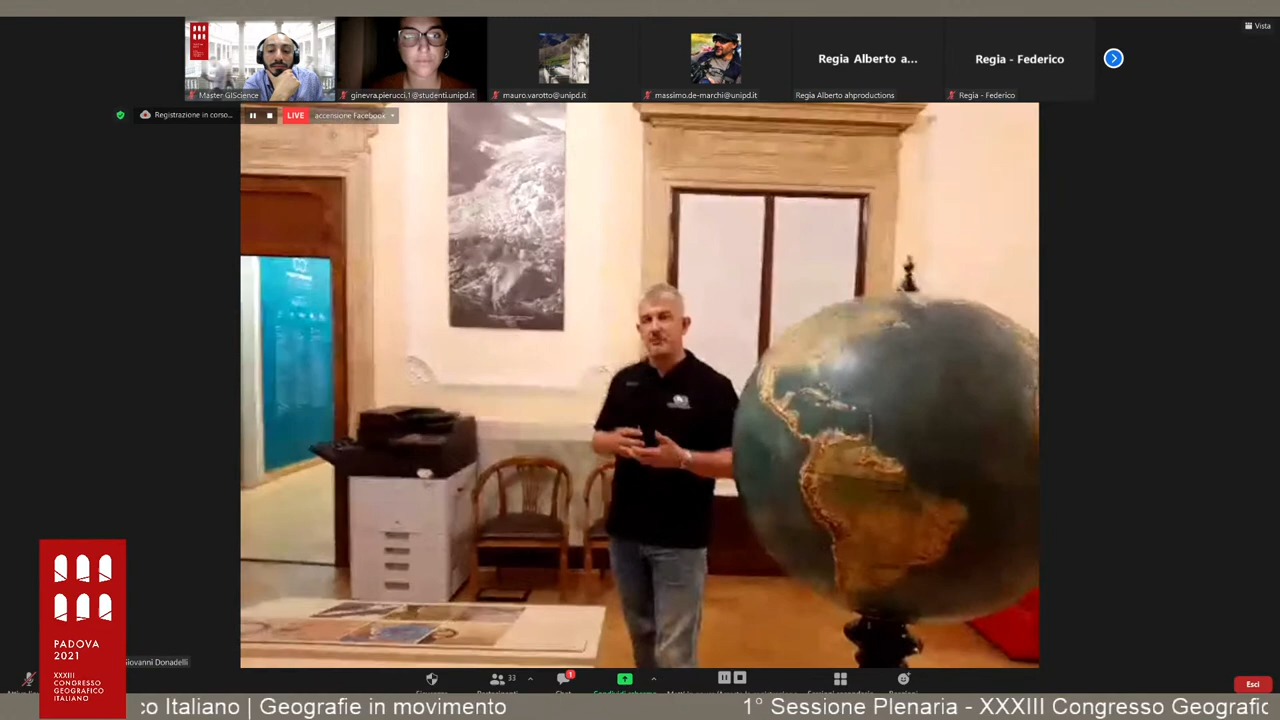 Vista
Master GIScience
ginevra.pierucci.1@studenti.unipd.it
mauro.varotto@unipd.it
massimo.de-marchi@unipd.it
Regia Alberto a...
Regia Alberto ahproductions
Regia - Federico
Regia - Federico
Registrazione in corso...
LIVE
accensione Facebook
PADOVA
2021
XXXIII
CONGRESSO
GEOGRAFICO
ITALIANO
Giovanni Donadelli
33
1
Esci
co Italiano | Geografie in movimento
1° Sessione Plenaria - XXXIII Congresso Geografic